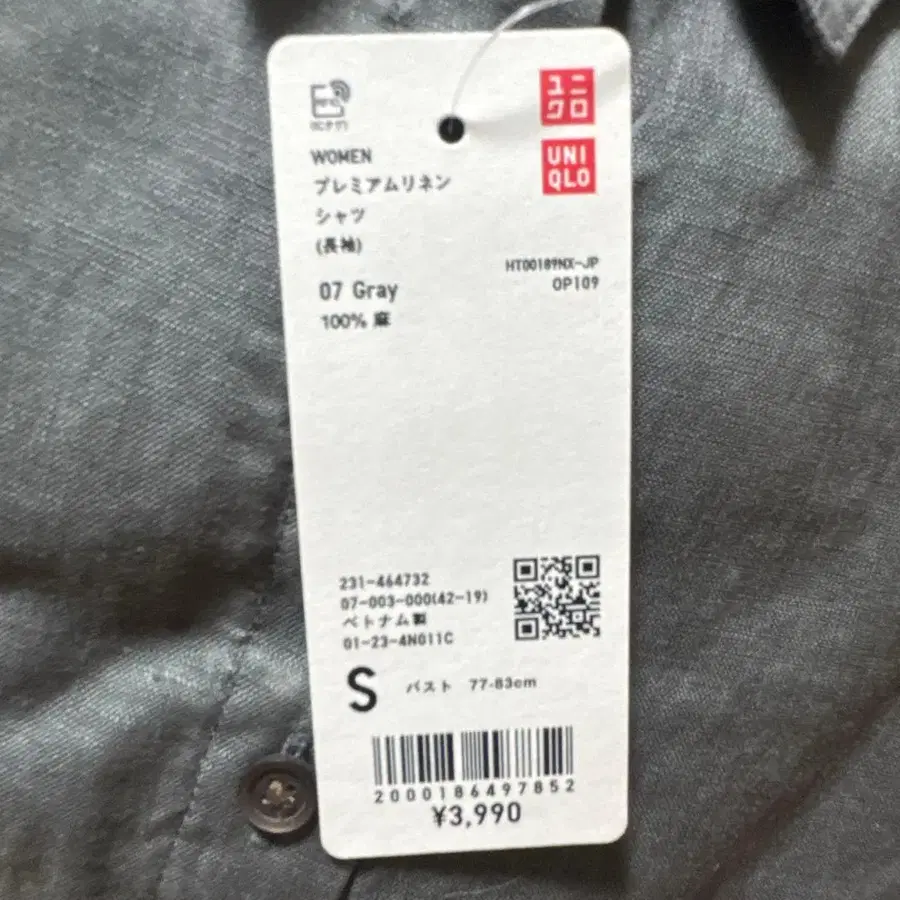 ユニ
クロ
UNI
QLO
(ICタグ)
WOMEN
プレミアムリネン
シャツ
(長袖)
HT00189NX-JP
OP109
07 Gray
100% 麻
231-464732
07-003-000(42-19)
ベトナム製
01-23-4N011C
S バスト 77-83cm
2000186497852
¥3,990